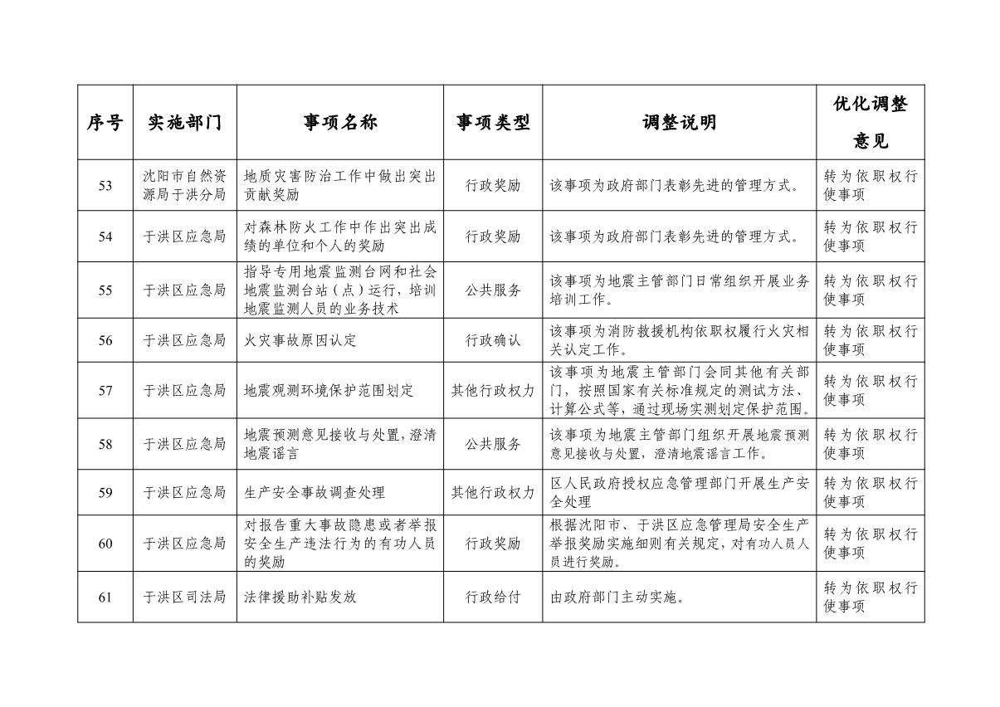 序号 实施部门 事项名称 事项类型 调整说明 优化调整
意见
53 沈阳市自然资
源局于洪分局 地质灾害防治工作中做出突出
贡献奖励 行政奖励 该事项为政府部门表彰先进的管理方式。 转为依职权行
使事项
54 于洪区应急局 对森林防火工作中作出突出成
绩的单位和个人的奖励 行政奖励 该事项为政府部门表彰先进的管理方式。 转为依职权行
使事项
55 于洪区应急局 指导专用地震监测台网和社会
地震监测台站（点）运行，培训
地震监测人员的业务技术 公共服务 该事项为地震主管部门日常组织开展业务
培训工作。 转为依职权行
使事项
56 于洪区应急局 火灾事故原因认定 行政确认 该事项为消防救援机构依职权履行火灾相
关认定工作。 转为依职权行
使事项
57 于洪区应急局 地震观测环境保护范围划定 其他行政权力 该事项为地震主管部门会同其他有关部
门，按照国家有关标准规定的测试方法、
计算公式等，通过现场实测划定保护范围。 转为依职权行
使事项
58 于洪区应急局 地震预测意见接收与处置，澄清
地震谣言 公共服务 该事项为地震主管部门组织开展地震预测
意见接收与处置，澄清地震谣言工作。 转为依职权行
使事项
59 于洪区应急局 生产安全事故调查处理 其他行政权力 区人民政府授权应急管理部门开展生产安
全处理 转为依职权行
使事项
60 于洪区应急局 对报告重大事故隐患或者举报
安全生产违法行为的有功人员
的奖励 行政奖励 根据沈阳市、于洪区应急管理局安全生产
举报奖励实施细则有关规定，对有功人员人
员进行奖励。 转为依职权行
使事项
61 于洪区司法局 法律援助补贴发放 行政给付 由政府部门主动实施。 转为依职权行
使事项